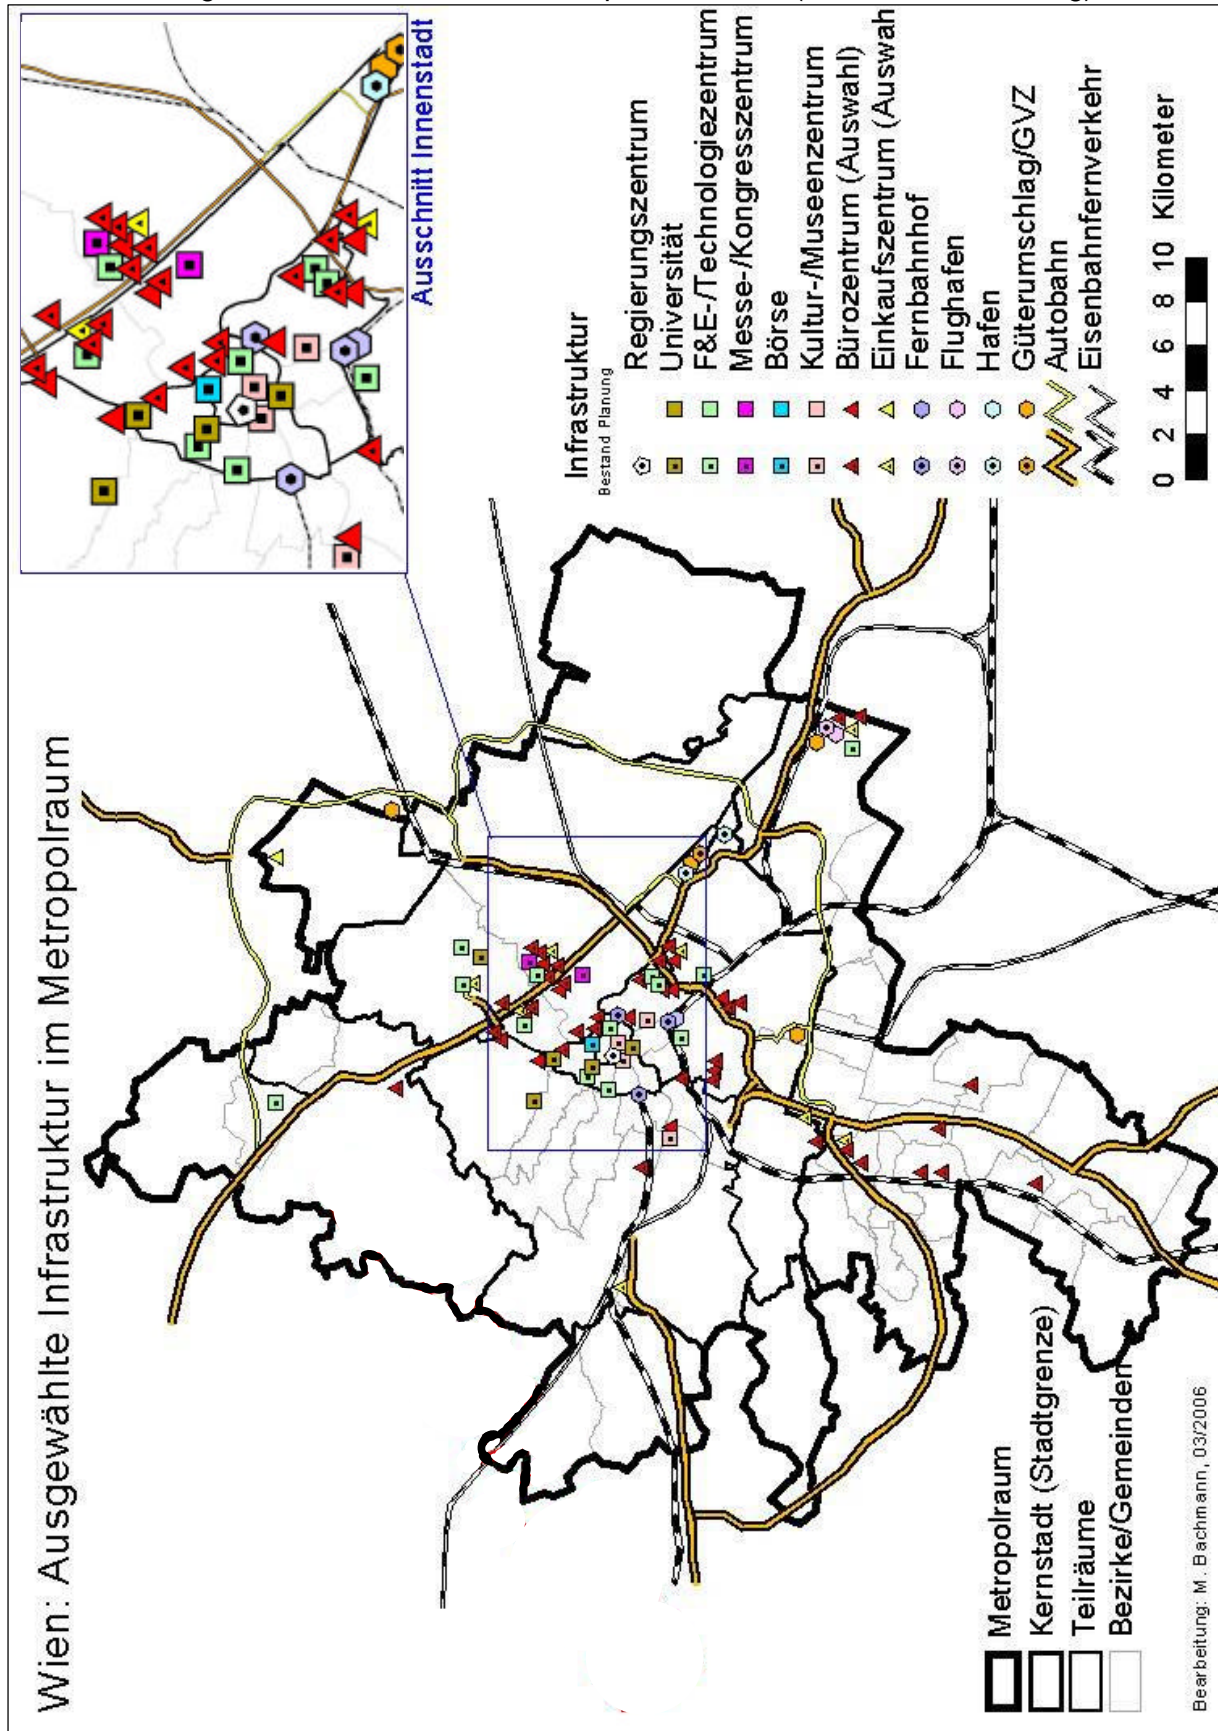 Wien: Ausgewählte Infrastruktur im Metropolraum
Ausschnitt Innenstadt
Infrastruktur
Bestand Planung
Regierungszentrum
Universität
F&E-/Technologiezentrum
Messe-/Kongresszentrum
Börse
Kultur-/Museenzentrum
Bürozentrum (Auswahl)
Einkaufszentrum (Auswah
Fernbahnhof
Flughafen
Hafen
Güterumschlag/GVZ
Autobahn
Eisenbahnfernverkehr
0 2 4 6 8 10 Kilometer
Metropolraum
Kernstadt (Stadtgrenze)
Teilräume
Bezirke/Gemeinden
Bearbeitung: M. Bachmann, 03/2006